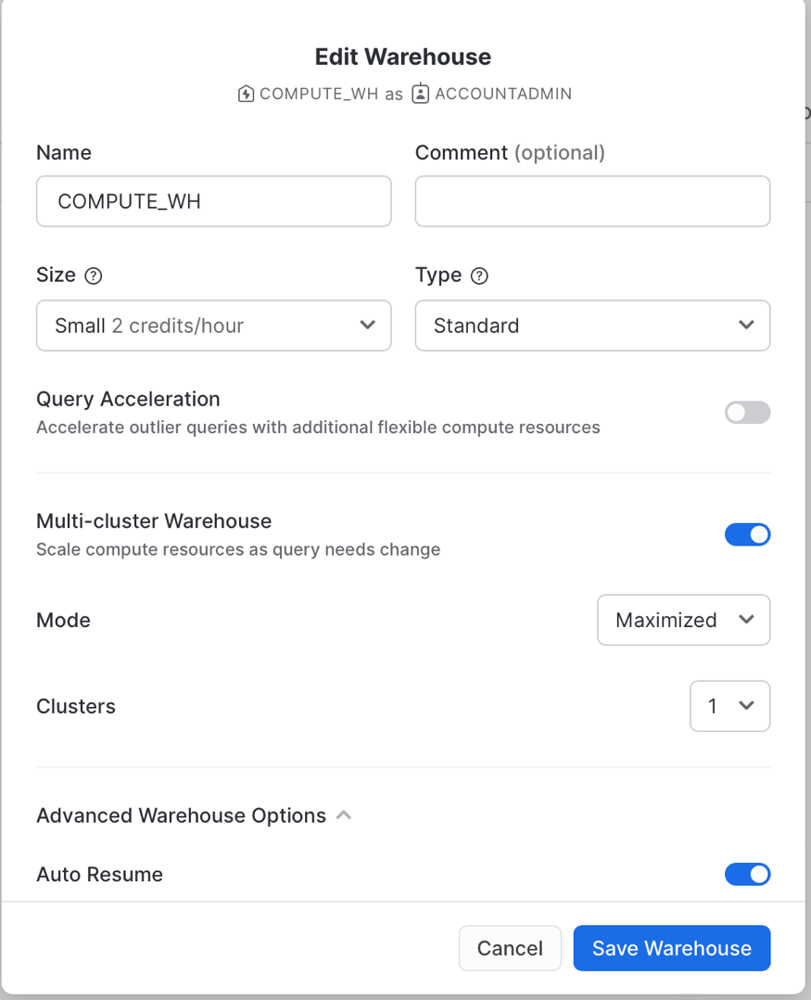 Edit Warehouse
COMPUTE_WH as ACCOUNTADMIN
Name
Comment (optional)
COMPUTE_WH
Size ?
Type ?
Small 2 credits/hour
Standard
Query Acceleration
Accelerate outlier queries with additional flexible compute resources
Multi-cluster Warehouse
Scale compute resources as query needs change
Mode
Maximized
Clusters
1
Advanced Warehouse Options
Auto Resume
Cancel
Save Warehouse